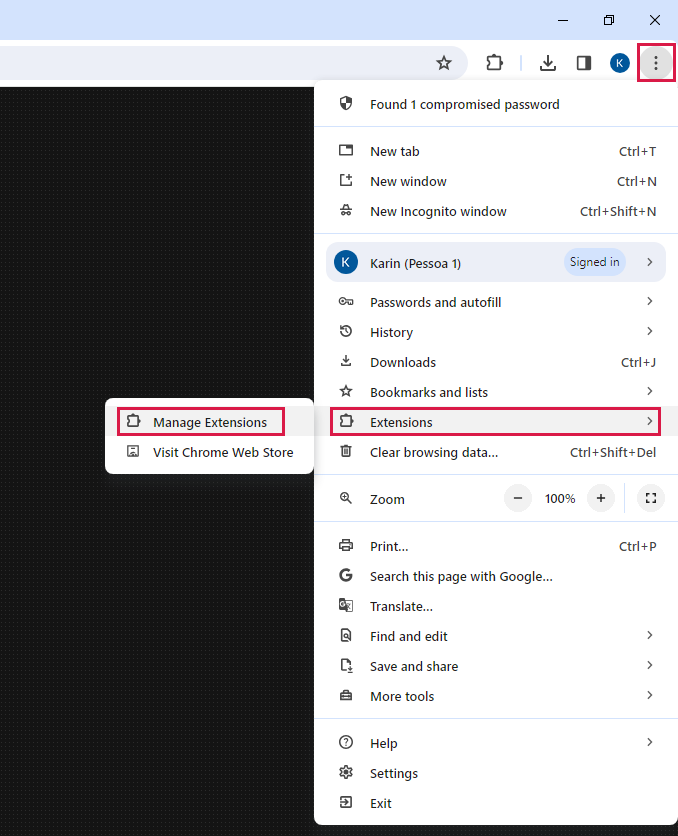 K
Found 1 compromised password
New tab Ctrl+T
New window Ctrl+N
New Incognito window Ctrl+Shift+N
K Karin (Pessoa 1) Signed in
Passwords and autofill
History
Downloads Ctrl+J
Bookmarks and lists
Manage Extensions
Visit Chrome Web Store
Extensions
Clear browsing data... Ctrl+Shift+Del
Zoom − 100% +
Print... Ctrl+P
Search this page with Google...
Translate...
Find and edit
Save and share
More tools
Help
Settings
Exit